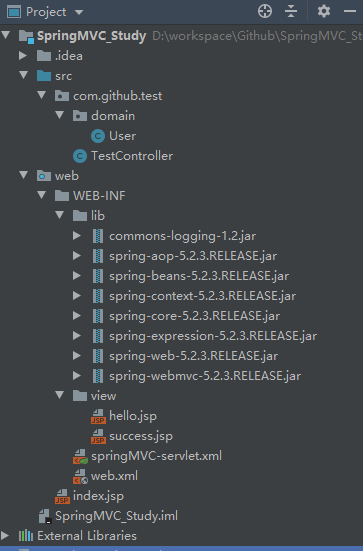 Project
SpringMVC_Study D:\workspace\Github\SpringMVC_St
.idea
src
com.github.test
domain
User
TestController
web
WEB-INF
lib
commons-logging-1.2.jar
spring-aop-5.2.3.RELEASE.jar
spring-beans-5.2.3.RELEASE.jar
spring-context-5.2.3.RELEASE.jar
spring-core-5.2.3.RELEASE.jar
spring-expression-5.2.3.RELEASE.jar
spring-web-5.2.3.RELEASE.jar
spring-webmvc-5.2.3.RELEASE.jar
view
hello.jsp
success.jsp
springMVC-servlet.xml
web.xml
index.jsp
SpringMVC_Study.iml
External Libraries